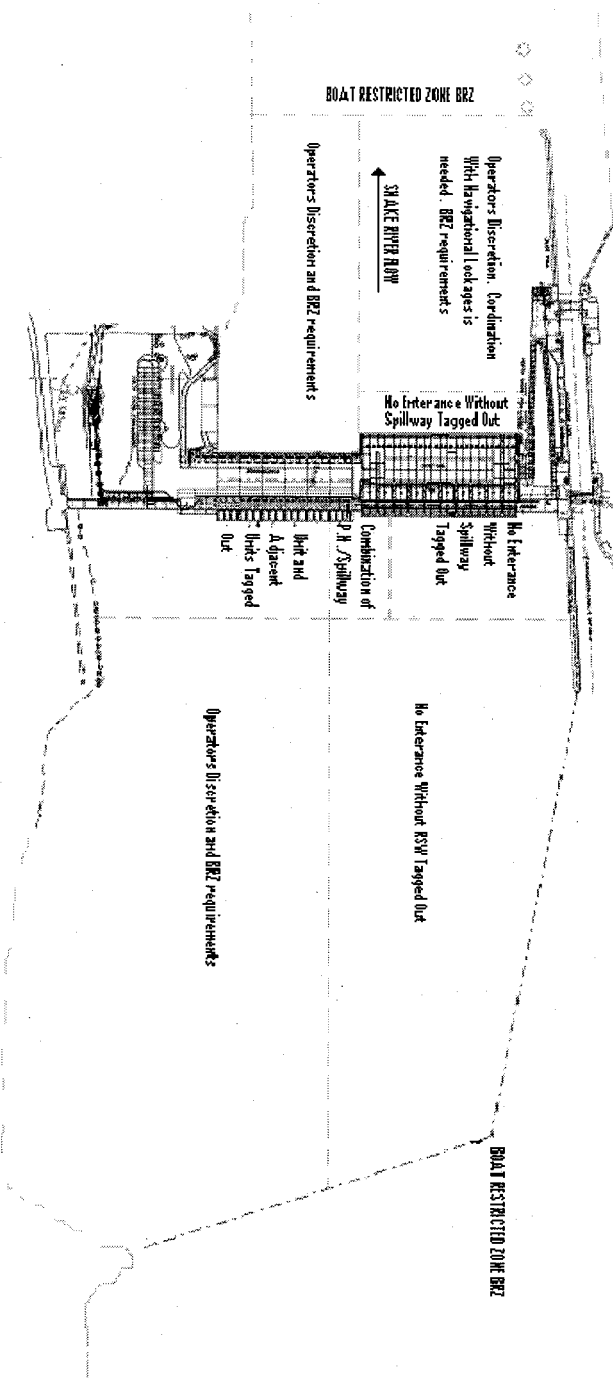 BOAT RESTRICTED ZONE BRZ
Operators Discretion. Cordination
With Navigational Lockages is
needed. BRZ requirements
SNAKE RIVER FLOW
Operators Discretion and BRZ requirements
No Enterance Without
Spillway Tagged Out
No Enterance
Without
Spillway
Tagged Out
Combination of
P.H. /Spillway
Unit and
Adjacent
Units Tagged
Out
No Enterance Without RSW Tagged Out
Operators Discretion and BRZ requirements
BOAT RESTRICTED ZONE BRZ